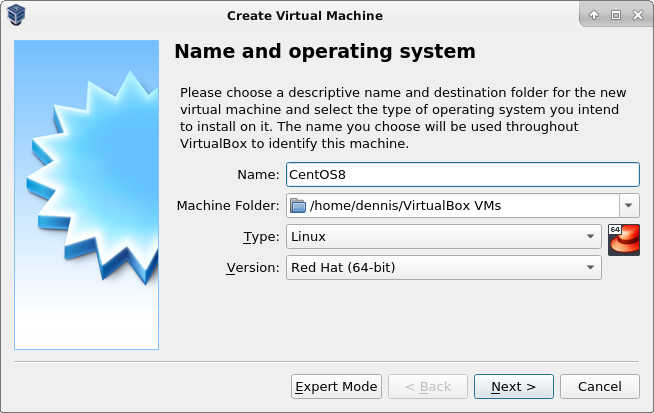 Create Virtual Machine
Name and operating system
Please choose a descriptive name and destination folder for the new
virtual machine and select the type of operating system you intend
to install on it. The name you choose will be used throughout
VirtualBox to identify this machine.
Name: CentOS8
Machine Folder: /home/dennis/VirtualBox VMs
Type: Linux
64
Version: Red Hat (64-bit)
Expert Mode < Back Next > Cancel